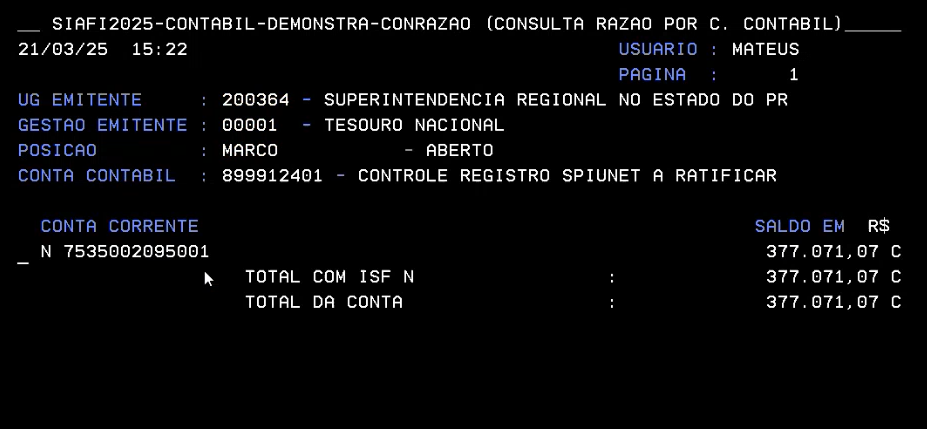 __ SIAFI2025-CONTABIL-DEMONSTRA-CONRAZAO (CONSULTA RAZAO POR C. CONTABIL)_____
21/03/25 15:22 USUARIO : MATEUS
PAGINA : 1
UG EMITENTE : 200364 - SUPERINTENDENCIA REGIONAL NO ESTADO DO PR
GESTAO EMITENTE : 00001 - TESOURO NACIONAL
POSICAO : MARCO - ABERTO
CONTA CONTABIL : 899912401 - CONTROLE REGISTRO SPIUNET A RATIFICAR
CONTA CORRENTE SALDO EM R$
_ N 7535002095001 377.071,07 C
TOTAL COM ISF N : 377.071,07 C
TOTAL DA CONTA : 377.071,07 C